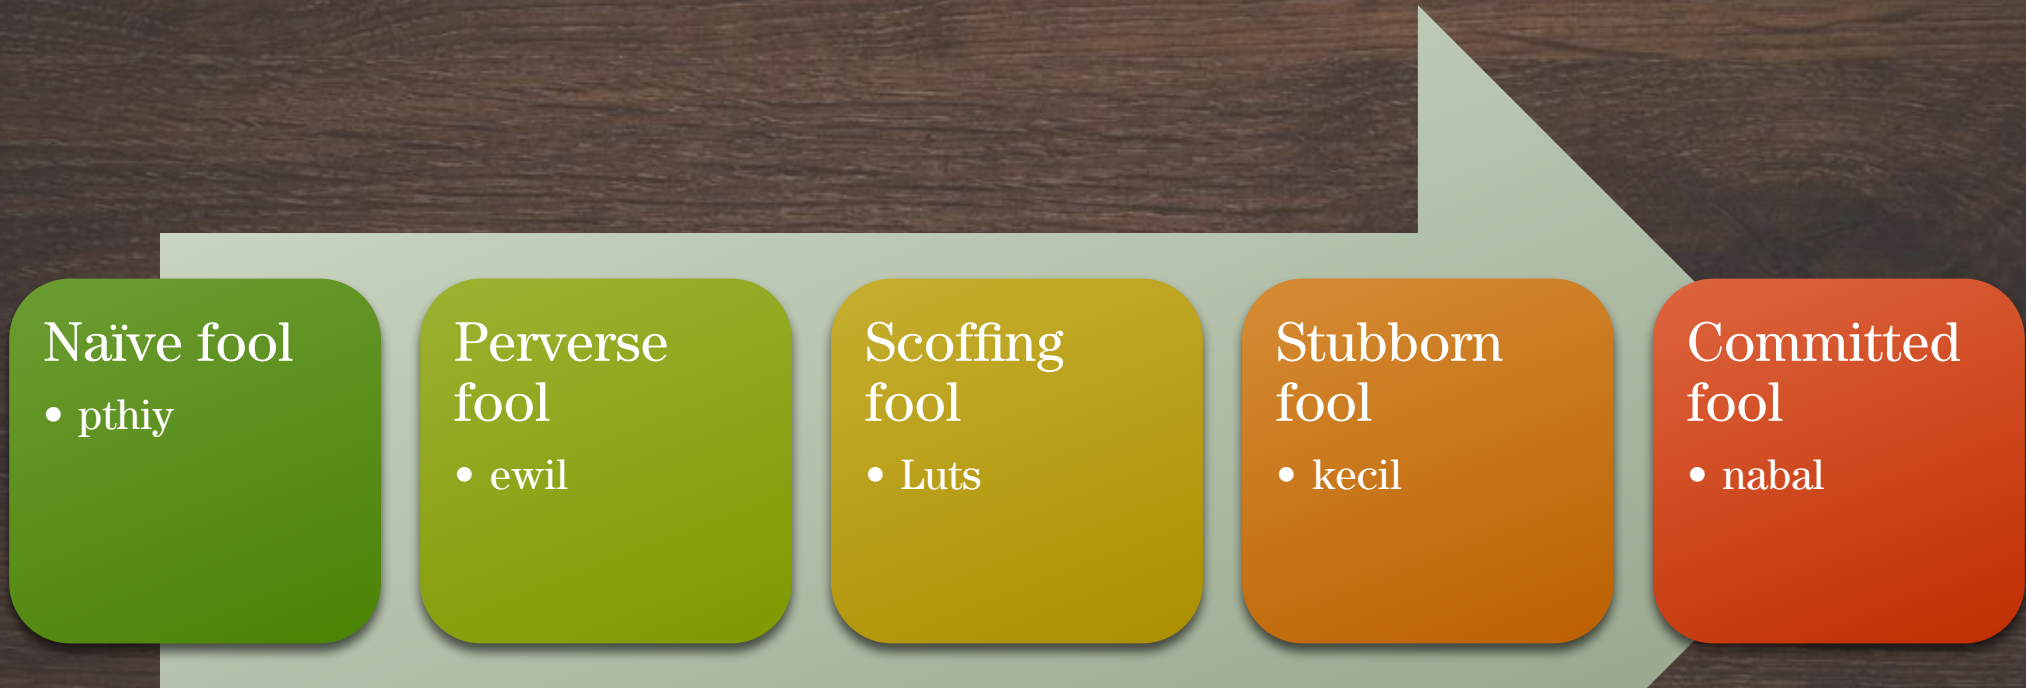 Naïve fool
• pthiy
Perverse
fool
• ewil
Scoffing
fool
• Luts
Stubborn
fool
• kecil
Committed
fool
• nabal